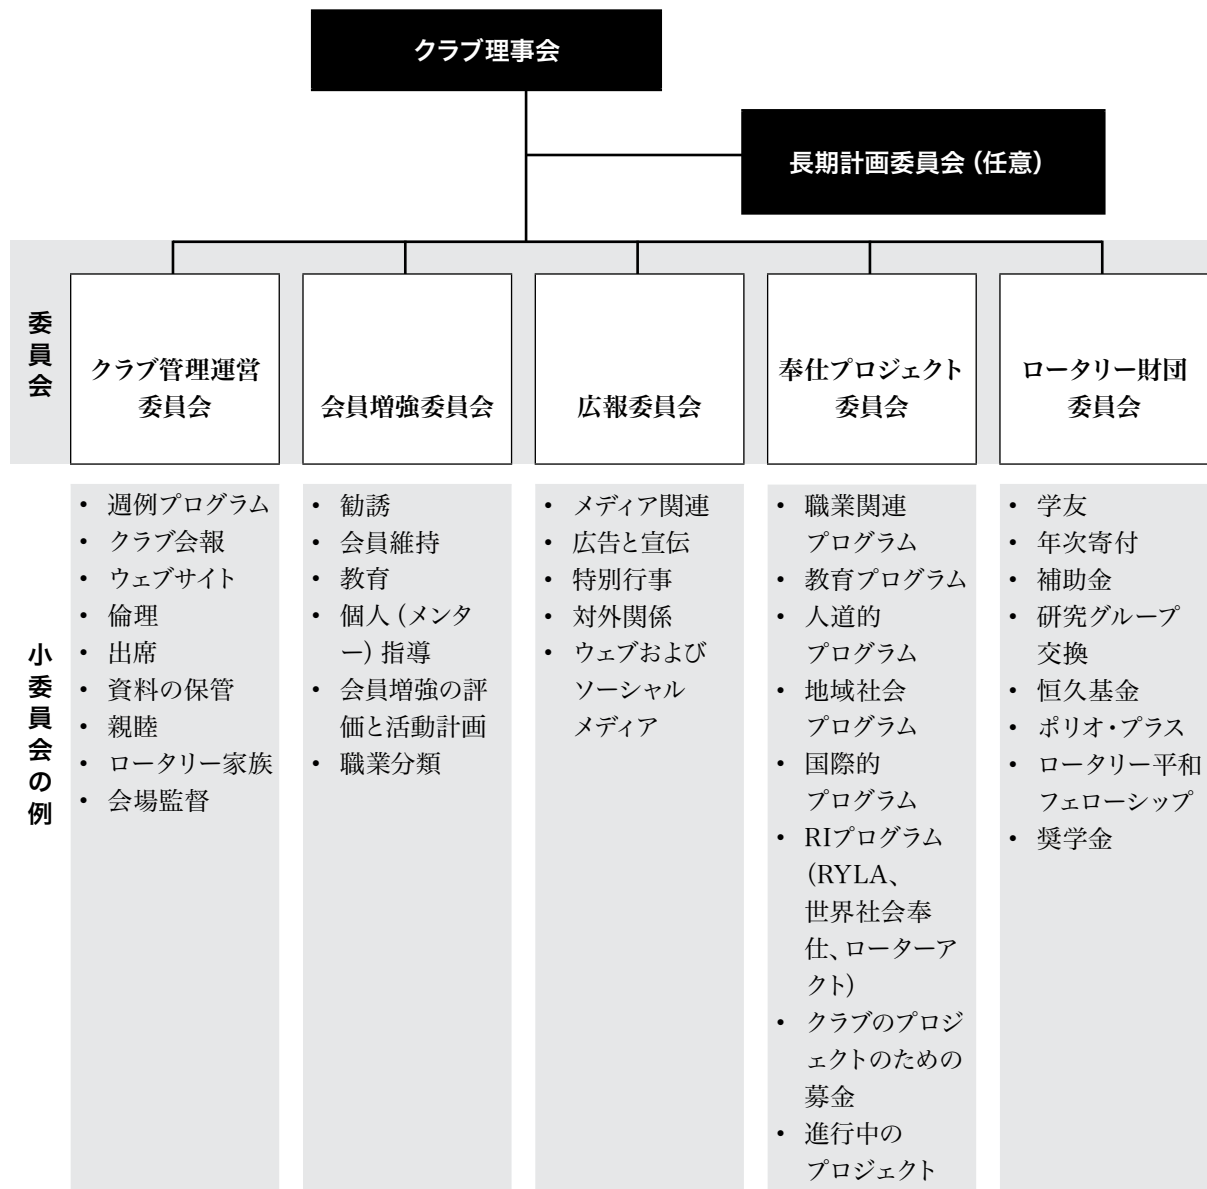 クラブ理事会
長期計画委員会（任意）
委員会
クラブ管理運営
委員会
会員増強委員会
広報委員会
奉仕プロジェクト
委員会
ロータリー財団
委員会
小委員会の例
• 週例プログラム
• クラブ会報
• ウェブサイト
• 倫理
• 出席
• 資料の保管
• 親睦
• ロータリー家族
• 会場監督
• 勧誘
• 会員維持
• 教育
• 個人（メンタ
ー）指導
• 会員増強の評
価と活動計画
• 職業分類
• メディア関連
• 広告と宣伝
• 特別行事
• 対外関係
• ウェブおよび
ソーシャル
メディア
• 職業関連
プログラム
• 教育プログラム
• 人道的
プログラム
• 地域社会
プログラム
• 国際的
プログラム
• RIプログラム
（RYLA、
世界社会奉
仕、ローターア
クト）
• クラブのプロジ
ェクトのための
募金
• 進行中の
プロジェクト
• 学友
• 年次寄付
• 補助金
• 研究グループ
交換
• 恒久基金
• ポリオ・プラス
• ロータリー平和
フェローシップ
• 奨学金